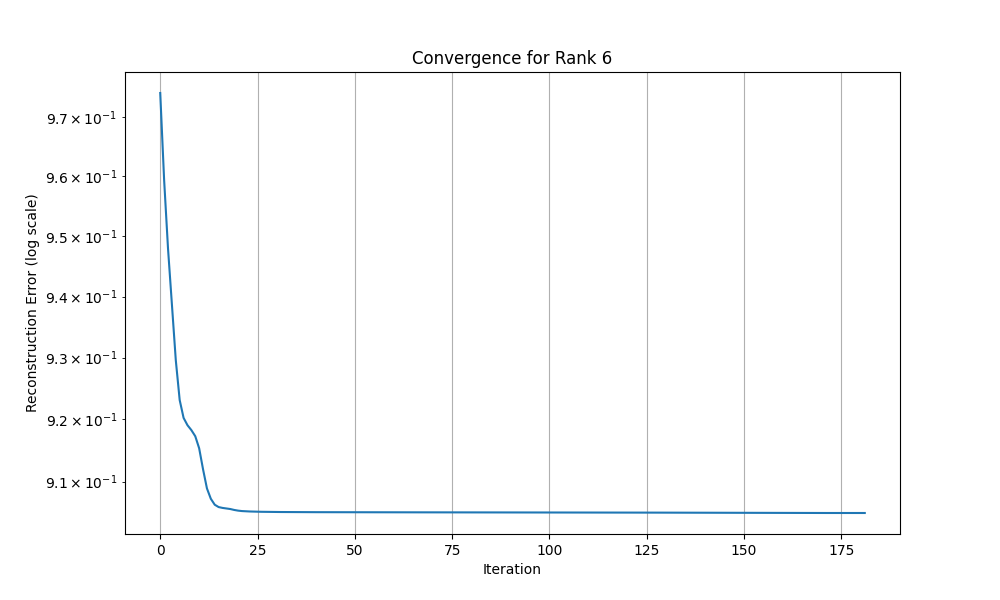 Convergence for Rank 6
Reconstruction Error (log scale)
9.7 × 10⁻¹
9.6 × 10⁻¹
9.5 × 10⁻¹
9.4 × 10⁻¹
9.3 × 10⁻¹
9.2 × 10⁻¹
9.1 × 10⁻¹
0 25 50 75 100 125 150 175
Iteration